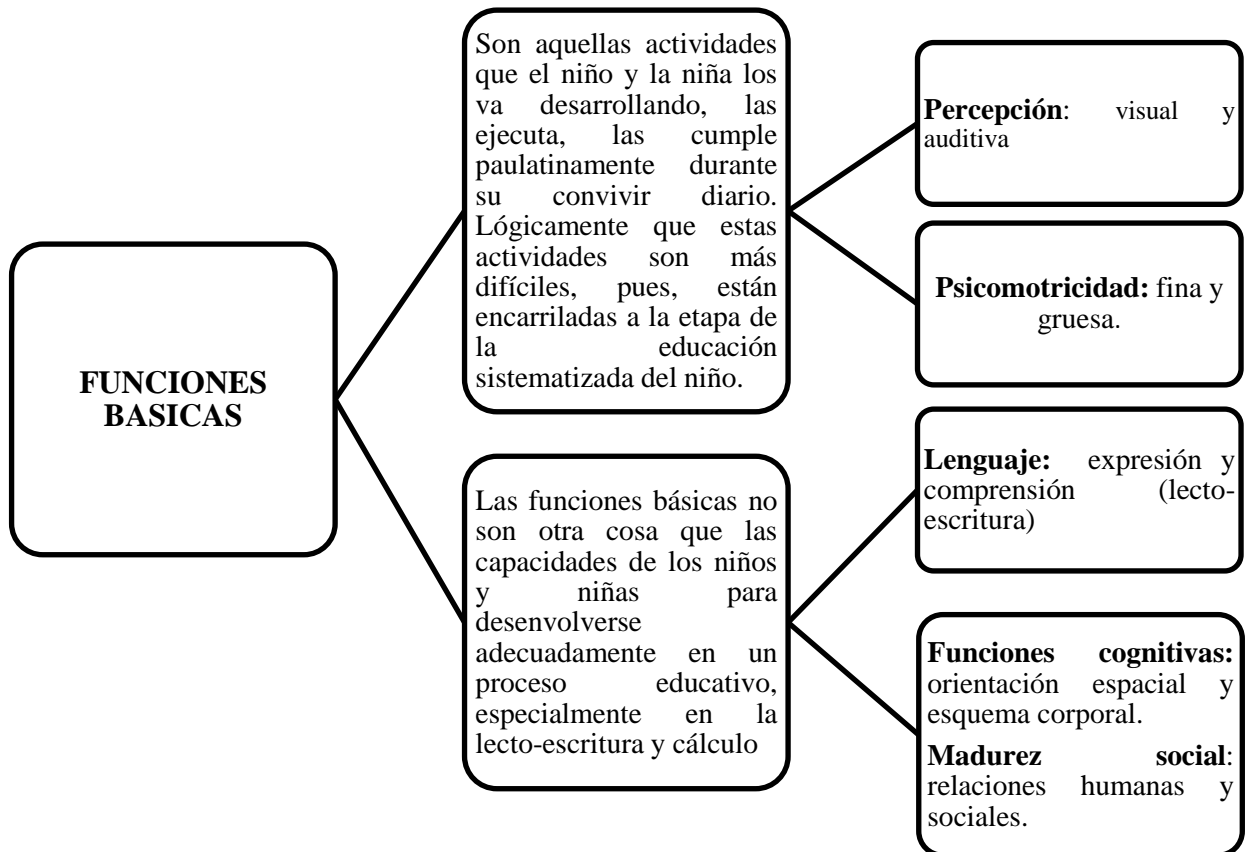 FUNCIONES
BASICAS
Son aquellas actividades
que el niño y la niña los
va desarrollando, las
ejecuta, las cumple
paulatinamente durante
su convivir diario.
Lógicamente que estas
actividades son más
difíciles, pues, están
encarriladas a la etapa de
la educación
sistematizada del niño.
Percepción: visual y
auditiva
Psicomotricidad: fina y
gruesa.
Las funciones básicas no
son otra cosa que las
capacidades de los niños
y niñas para
desenvolverse
adecuadamente en un
proceso educativo,
especialmente en la
lecto-escritura y cálculo
Lenguaje: expresión y
comprensión (lecto-
escritura)
Funciones cognitivas:
orientación espacial y
esquema corporal.
Madurez social:
relaciones humanas y
sociales.